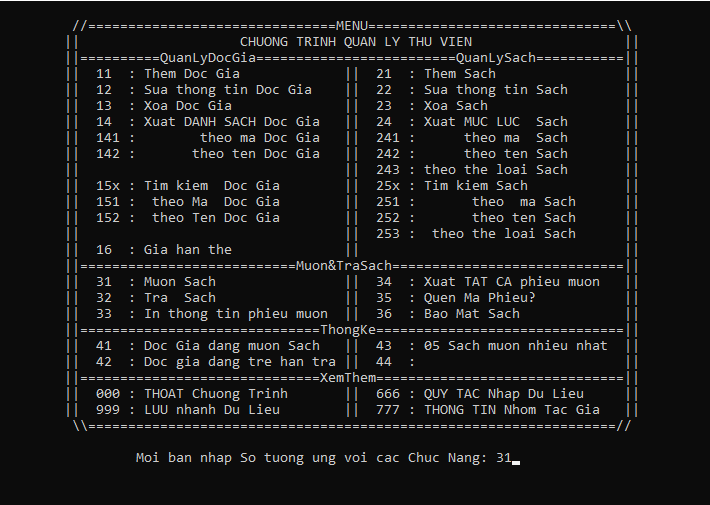 //===============================MENU===============================\\
||                    CHUONG TRINH QUAN LY THU VIEN                   ||
||==========QuanLyDocGia=========================QuanLySach===========||
||  11  : Them Doc Gia             ||  21  : Them Sach                ||
||  12  : Sua thong tin Doc Gia    ||  22  : Sua thong tin Sach       ||
||  13  : Xoa Doc Gia              ||  23  : Xoa Sach                 ||
||  14  : Xuat DANH SACH Doc Gia   ||  24  : Xuat MUC LUC  Sach       ||
||  141 :        theo ma Doc Gia   ||  241 :       theo ma  Sach      ||
||  142 :       theo ten Doc Gia   ||  242 :       theo ten Sach      ||
||                                 ||  243 : theo the loai Sach       ||
||  15x : Tim kiem  Doc Gia        ||  25x : Tim kiem Sach            ||
||  151 :  theo Ma  Doc Gia        ||  251 :       theo  ma Sach      ||
||  152 :  theo Ten Doc Gia        ||  252 :       theo ten Sach      ||
||                                 ||  253 :  theo the loai Sach      ||
||  16  : Gia han the              ||                                 ||
||===========================Muon&TraSach=============================||
||  31  : Muon Sach                ||  34  : Xuat TAT CA phieu muon   ||
||  32  : Tra  Sach                ||  35  : Quen Ma Phieu?           ||
||  33  : In thong tin phieu muon  ||  36  : Bao Mat Sach             ||
||==============================ThongKe===============================||
||  41  : Doc Gia dang muon Sach   ||  43  : 05 Sach muon nhieu nhat  ||
||  42  : Doc gia dang tre han tra ||  44  :                          ||
||==============================XemThem===============================||
||  000 : THOAT Chuong Trinh       ||  666 : QUY TAC Nhap Du Lieu     ||
||  999 : LUU nhanh Du Lieu        ||  777 : THONG TIN Nhom Tac Gia   ||
\\==================================================================//
Moi ban nhap So tuong ung voi cac Chuc Nang: 31_